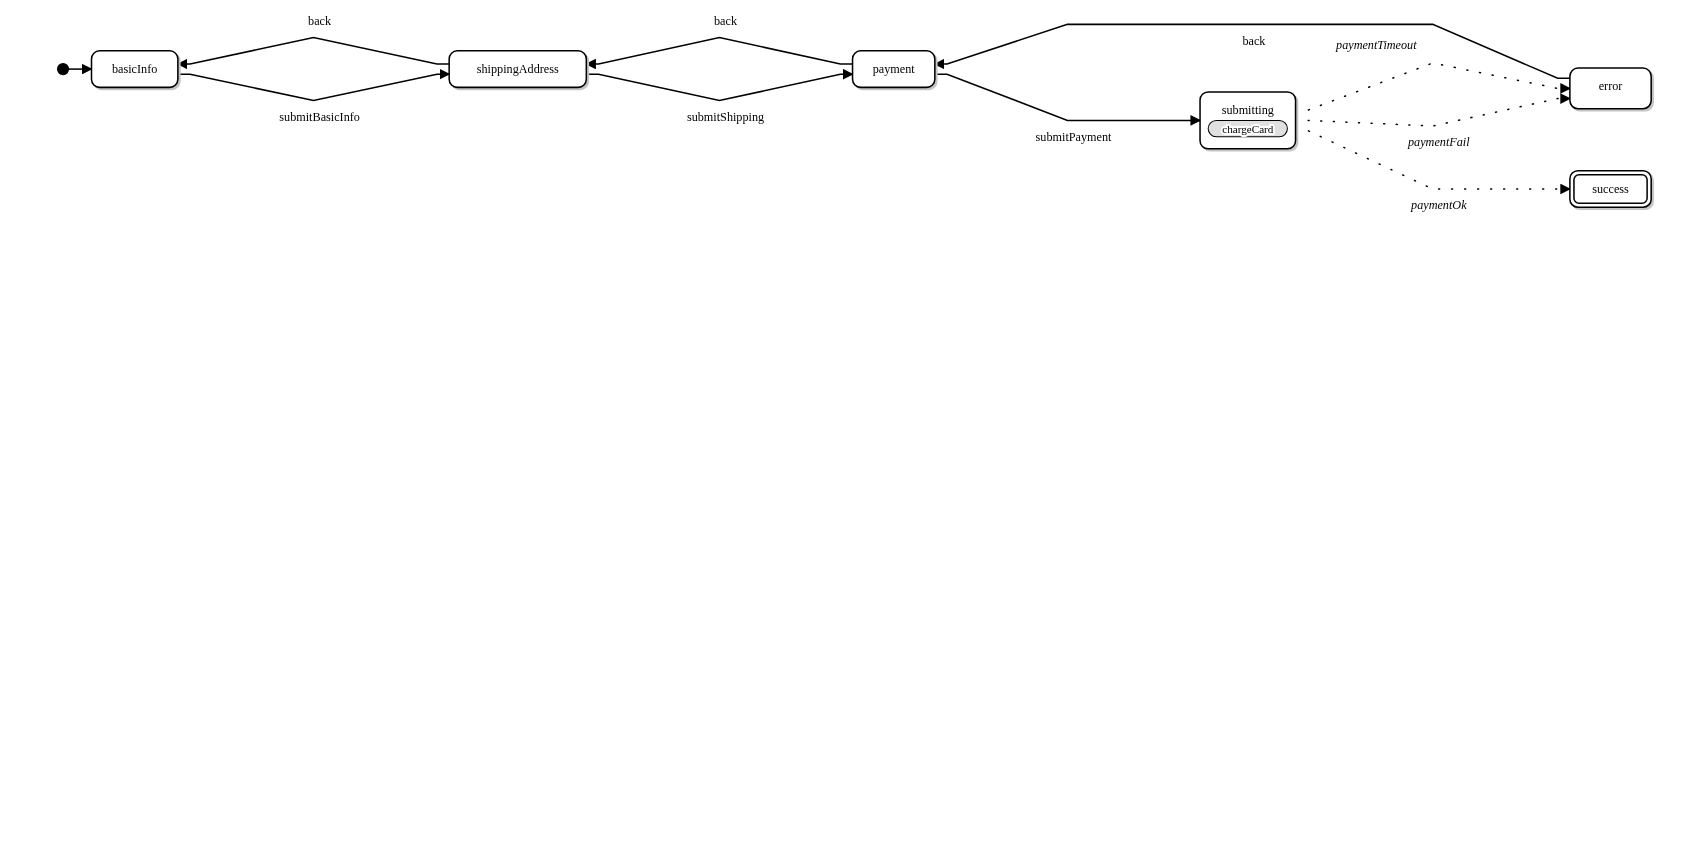 back
back
back
paymentTimeout
basicInfo
shippingAddress
payment
error
submitBasicInfo
submitShipping
submitting
chargeCard
submitPayment
paymentFail
success
paymentOk